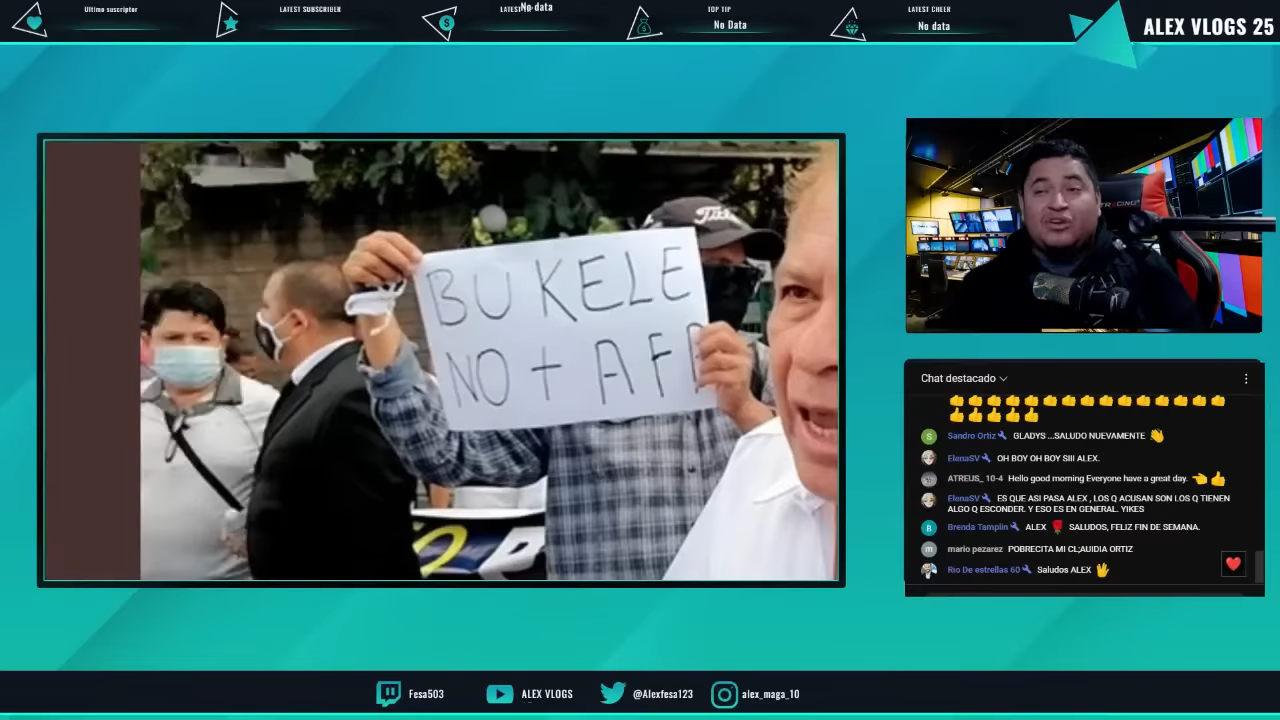 Ultimo suscriptor
LATEST SUBSCRIBER
No data
TOP TIP
No Data
LATEST CHEER
No data
ALEX VLOGS 25
BUKELE
NO+ AFP
Chat destacado
Sandro Ortiz GLADYS ...SALUDO NUEVAMENTE
ElenaSV OH BOY OH BOY SIII ALEX.
ATREUS_ 10-4 Hello good morning Everyone have a great day.
ElenaSV ES QUE ASI PASA ALEX , LOS Q ACUSAN SON LOS Q TIENEN
ALGO Q ESCONDER. Y ESO ES EN GENERAL. YIKES
Brenda Tamplin ALEX SALUDOS, FELIZ FIN DE SEMANA.
mario pezarez POBRECITA MI CL;AUIDIA ORTIZ
Rio De estrellas 60 Saludos ALEX
Fesa503
ALEX VLOGS
@Alexfesa123
alex_maga_10